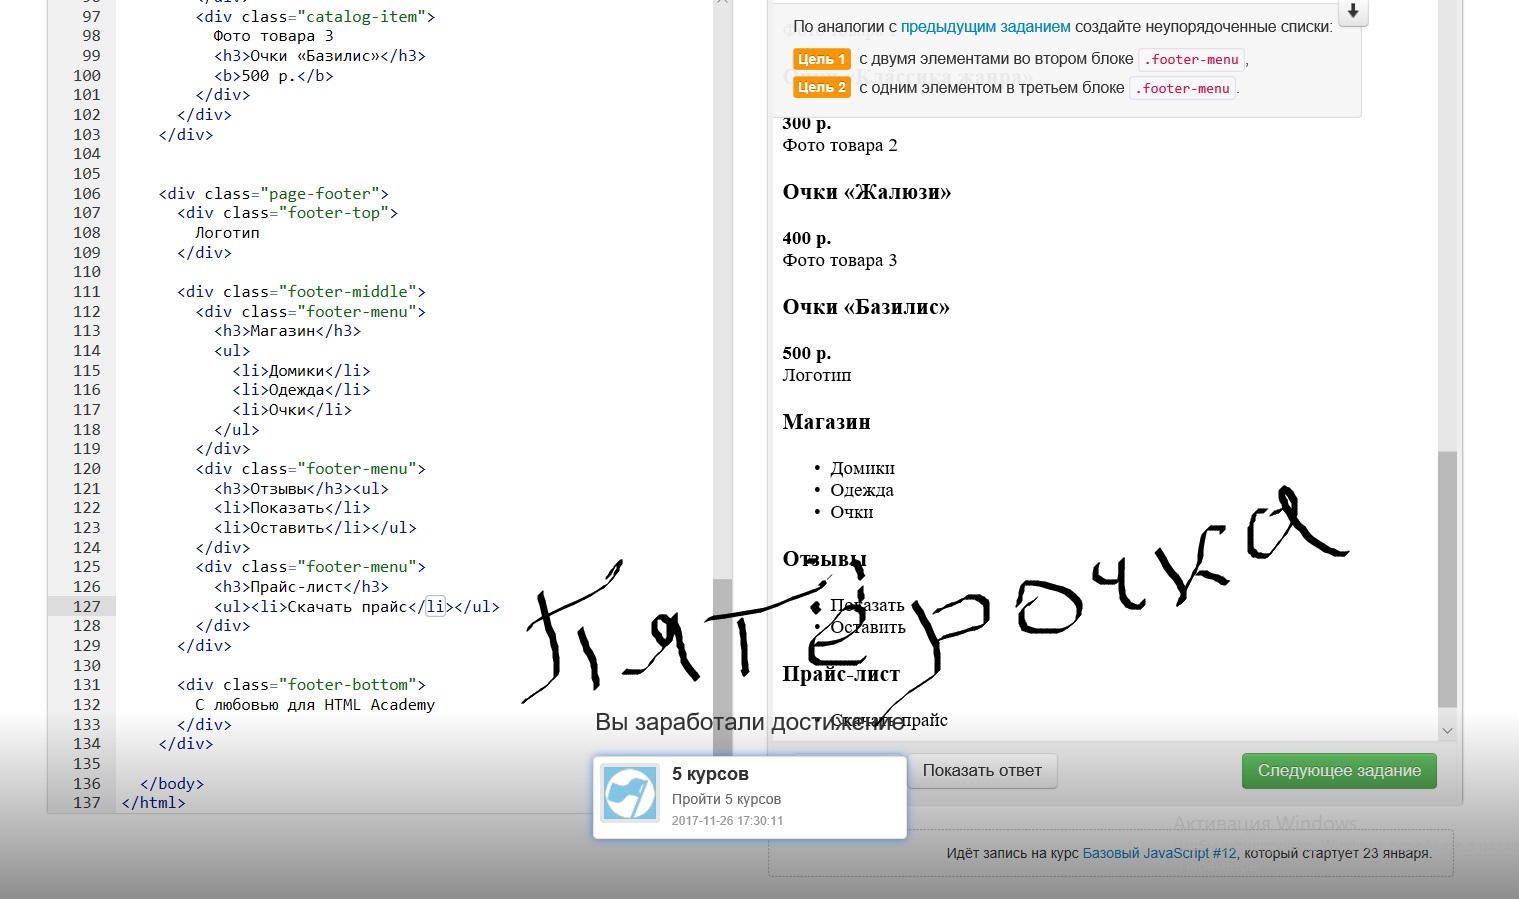 97 <div class="catalog-item">
98 Фото товара 3
99 <h3>Очки «Базилис»</h3>
100 <b>500 р.</b>
101 </div>
102 </div>
103 </div>
104
105
106 <div class="page-footer">
107 <div class="footer-top">
108 Логотип
109 </div>
110
111 <div class="footer-middle">
112 <div class="footer-menu">
113 <h3>Магазин</h3>
114 <ul>
115 <li>Домики</li>
116 <li>Одежда</li>
117 <li>Очки</li>
118 </ul>
119 </div>
120 <div class="footer-menu">
121 <h3>Отзывы</h3><ul>
122 <li>Показать</li>
123 <li>Оставить</li></ul>
124 </div>
125 <div class="footer-menu">
126 <h3>Прайс-лист</h3>
127 <ul><li>Скачать прайс</li></ul>
128 </div>
129 </div>
130
131 <div class="footer-bottom">
132 С любовью для HTML Academy
133 </div>
134 </div>
135
136 </body>
137 </html>
По аналогии с предыдущим заданием создайте неупорядоченные списки:
Цель 1 с двумя элементами во втором блоке .footer-menu,
Цель 2 с одним элементом в третьем блоке .footer-menu.
300 р.
Фото товара 2
Очки «Жалюзи»
400 р.
Фото товара 3
Очки «Базилис»
500 р.
Логотип
Магазин
• Домики
• Одежда
• Очки
Отзывы
• Показать
• Оставить
Прайс-лист
• Скачать прайс
Пятёрочка
Вы заработали достижение
5 курсов
Пройти 5 курсов
2017-11-26 17:30:11
Показать ответ
Следующее задание
Активация Windows
Идёт запись на курс Базовый JavaScript #12, который стартует 23 января.